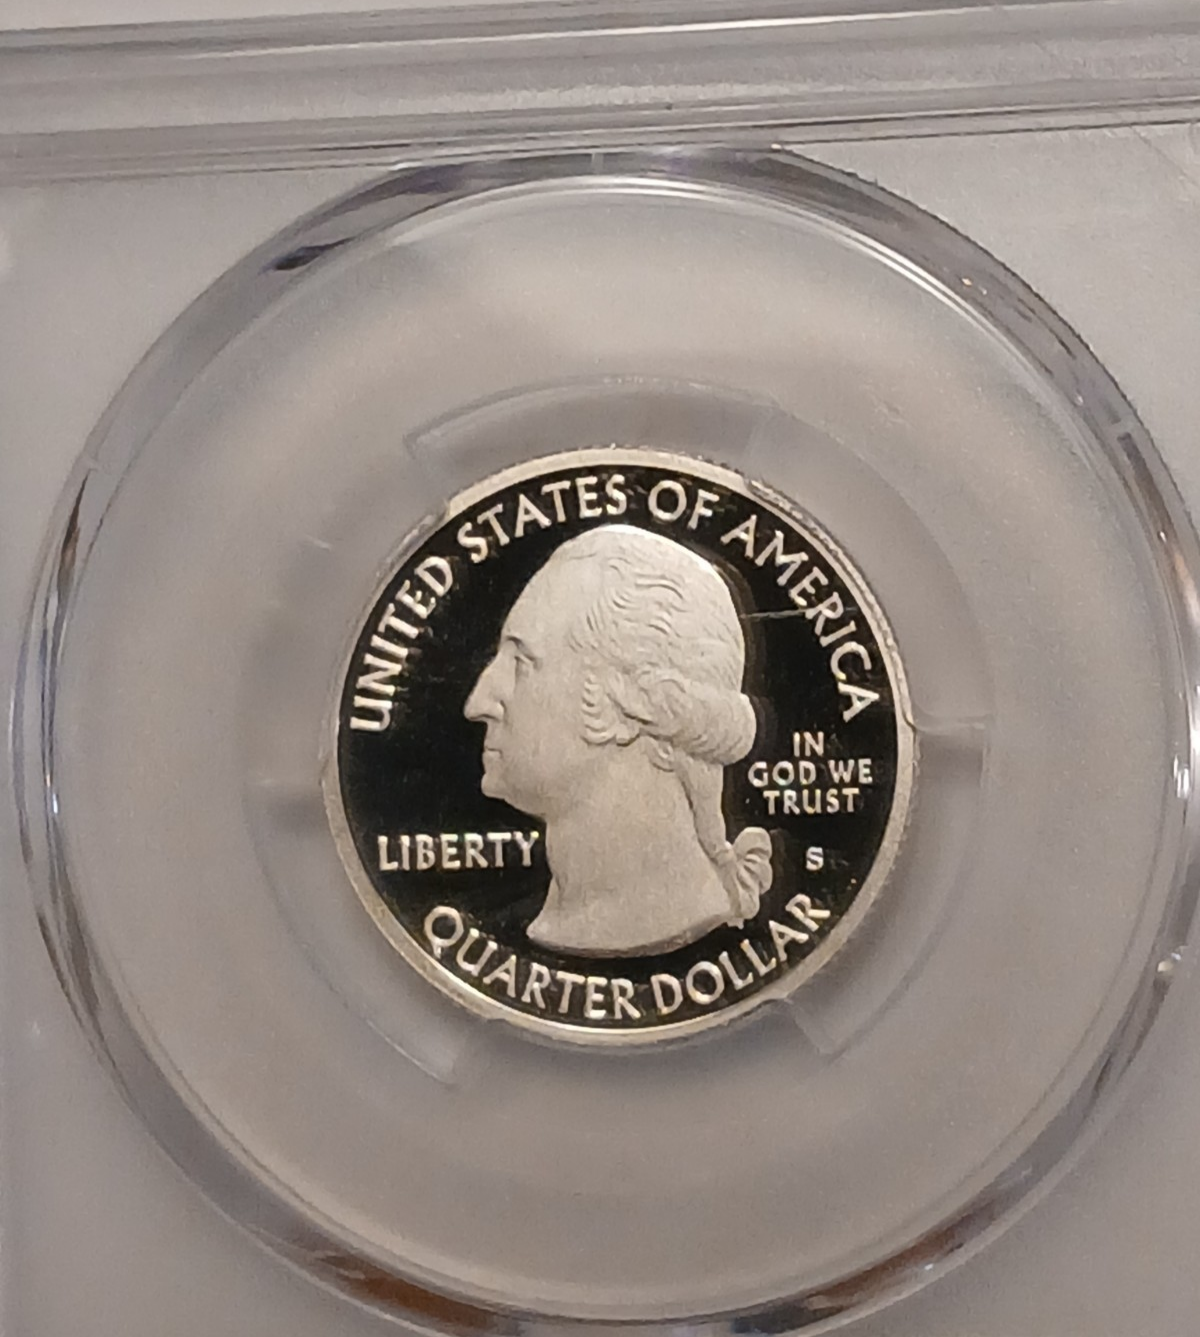 UNITED STATES OF AMERICA
IN
GOD WE
TRUST
LIBERTY
S
QUARTER DOLLAR